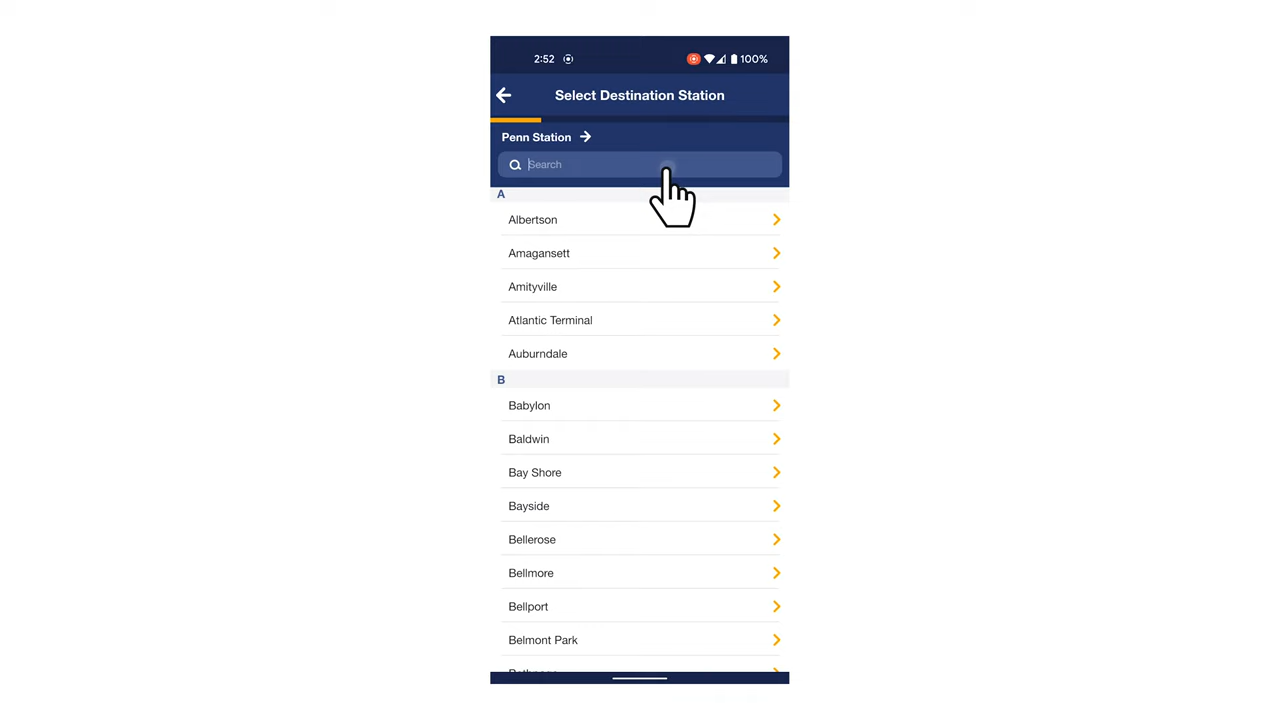 2:52 100%
Select Destination Station
Penn Station
Search
A
Albertson
Amagansett
Amityville
Atlantic Terminal
Auburndale
B
Babylon
Baldwin
Bay Shore
Bayside
Bellerose
Bellmore
Bellport
Belmont Park